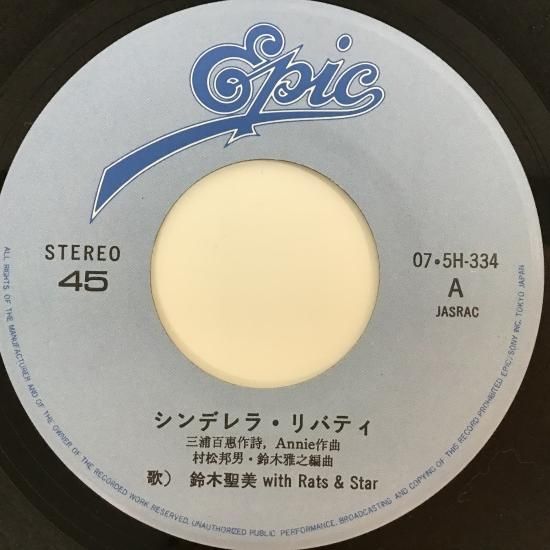 Epic
STEREO
45
07・5H-334
A
JASRAC
シンデレラ・リバティ
三浦百惠作詩, Annie作曲
村松邦男・鈴木雅之編曲
歌） 鈴木聖美 with Rats & Star
ALL RIGHTS OF THE MANUFACTURER AND OF THE OWNER OF THE RECORDED WORK RESERVED, UNAUTHORIZED PUBLIC PERFORMANCE, BROADCASTING AND COPYING OF THIS RECORD PROHIBITED. EPIC/SONY INC. TOKYO JAPAN